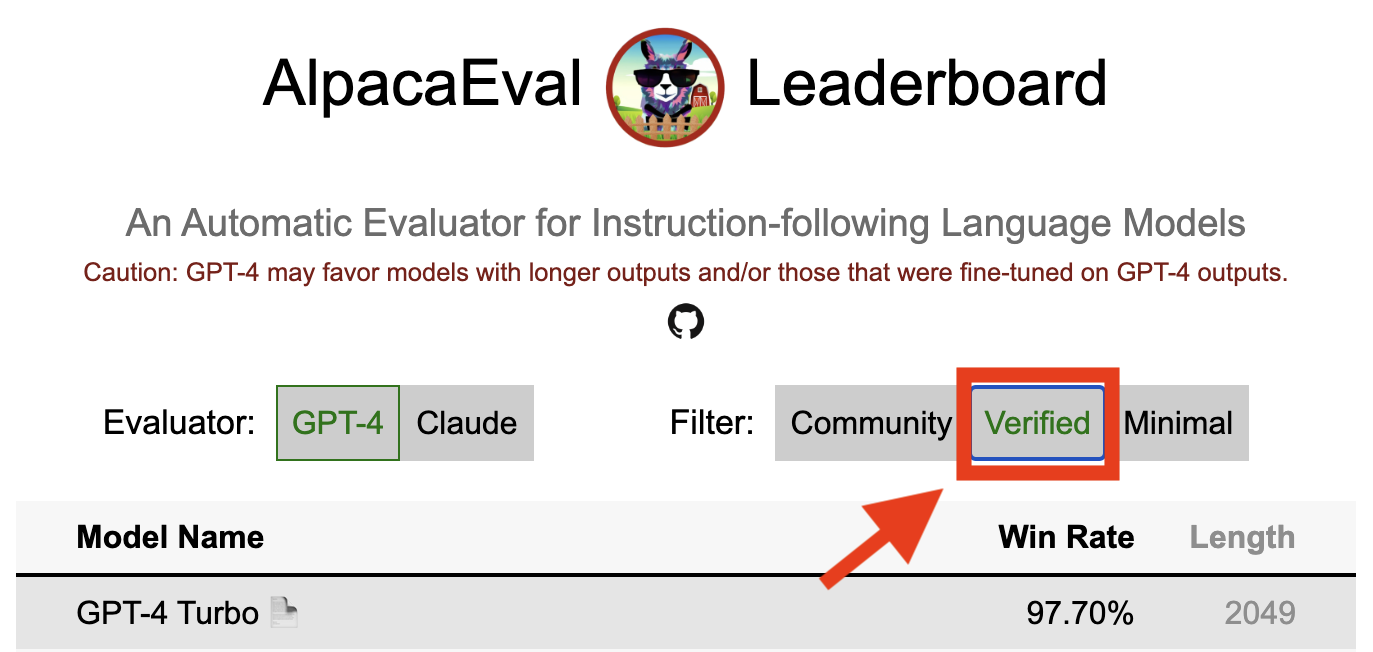 AlpacaEval Leaderboard
An Automatic Evaluator for Instruction-following Language Models
Caution: GPT-4 may favor models with longer outputs and/or those that were fine-tuned on GPT-4 outputs.
Evaluator: GPT-4 Claude Filter: Community Verified Minimal
Model Name Win Rate Length
GPT-4 Turbo 97.70% 2049